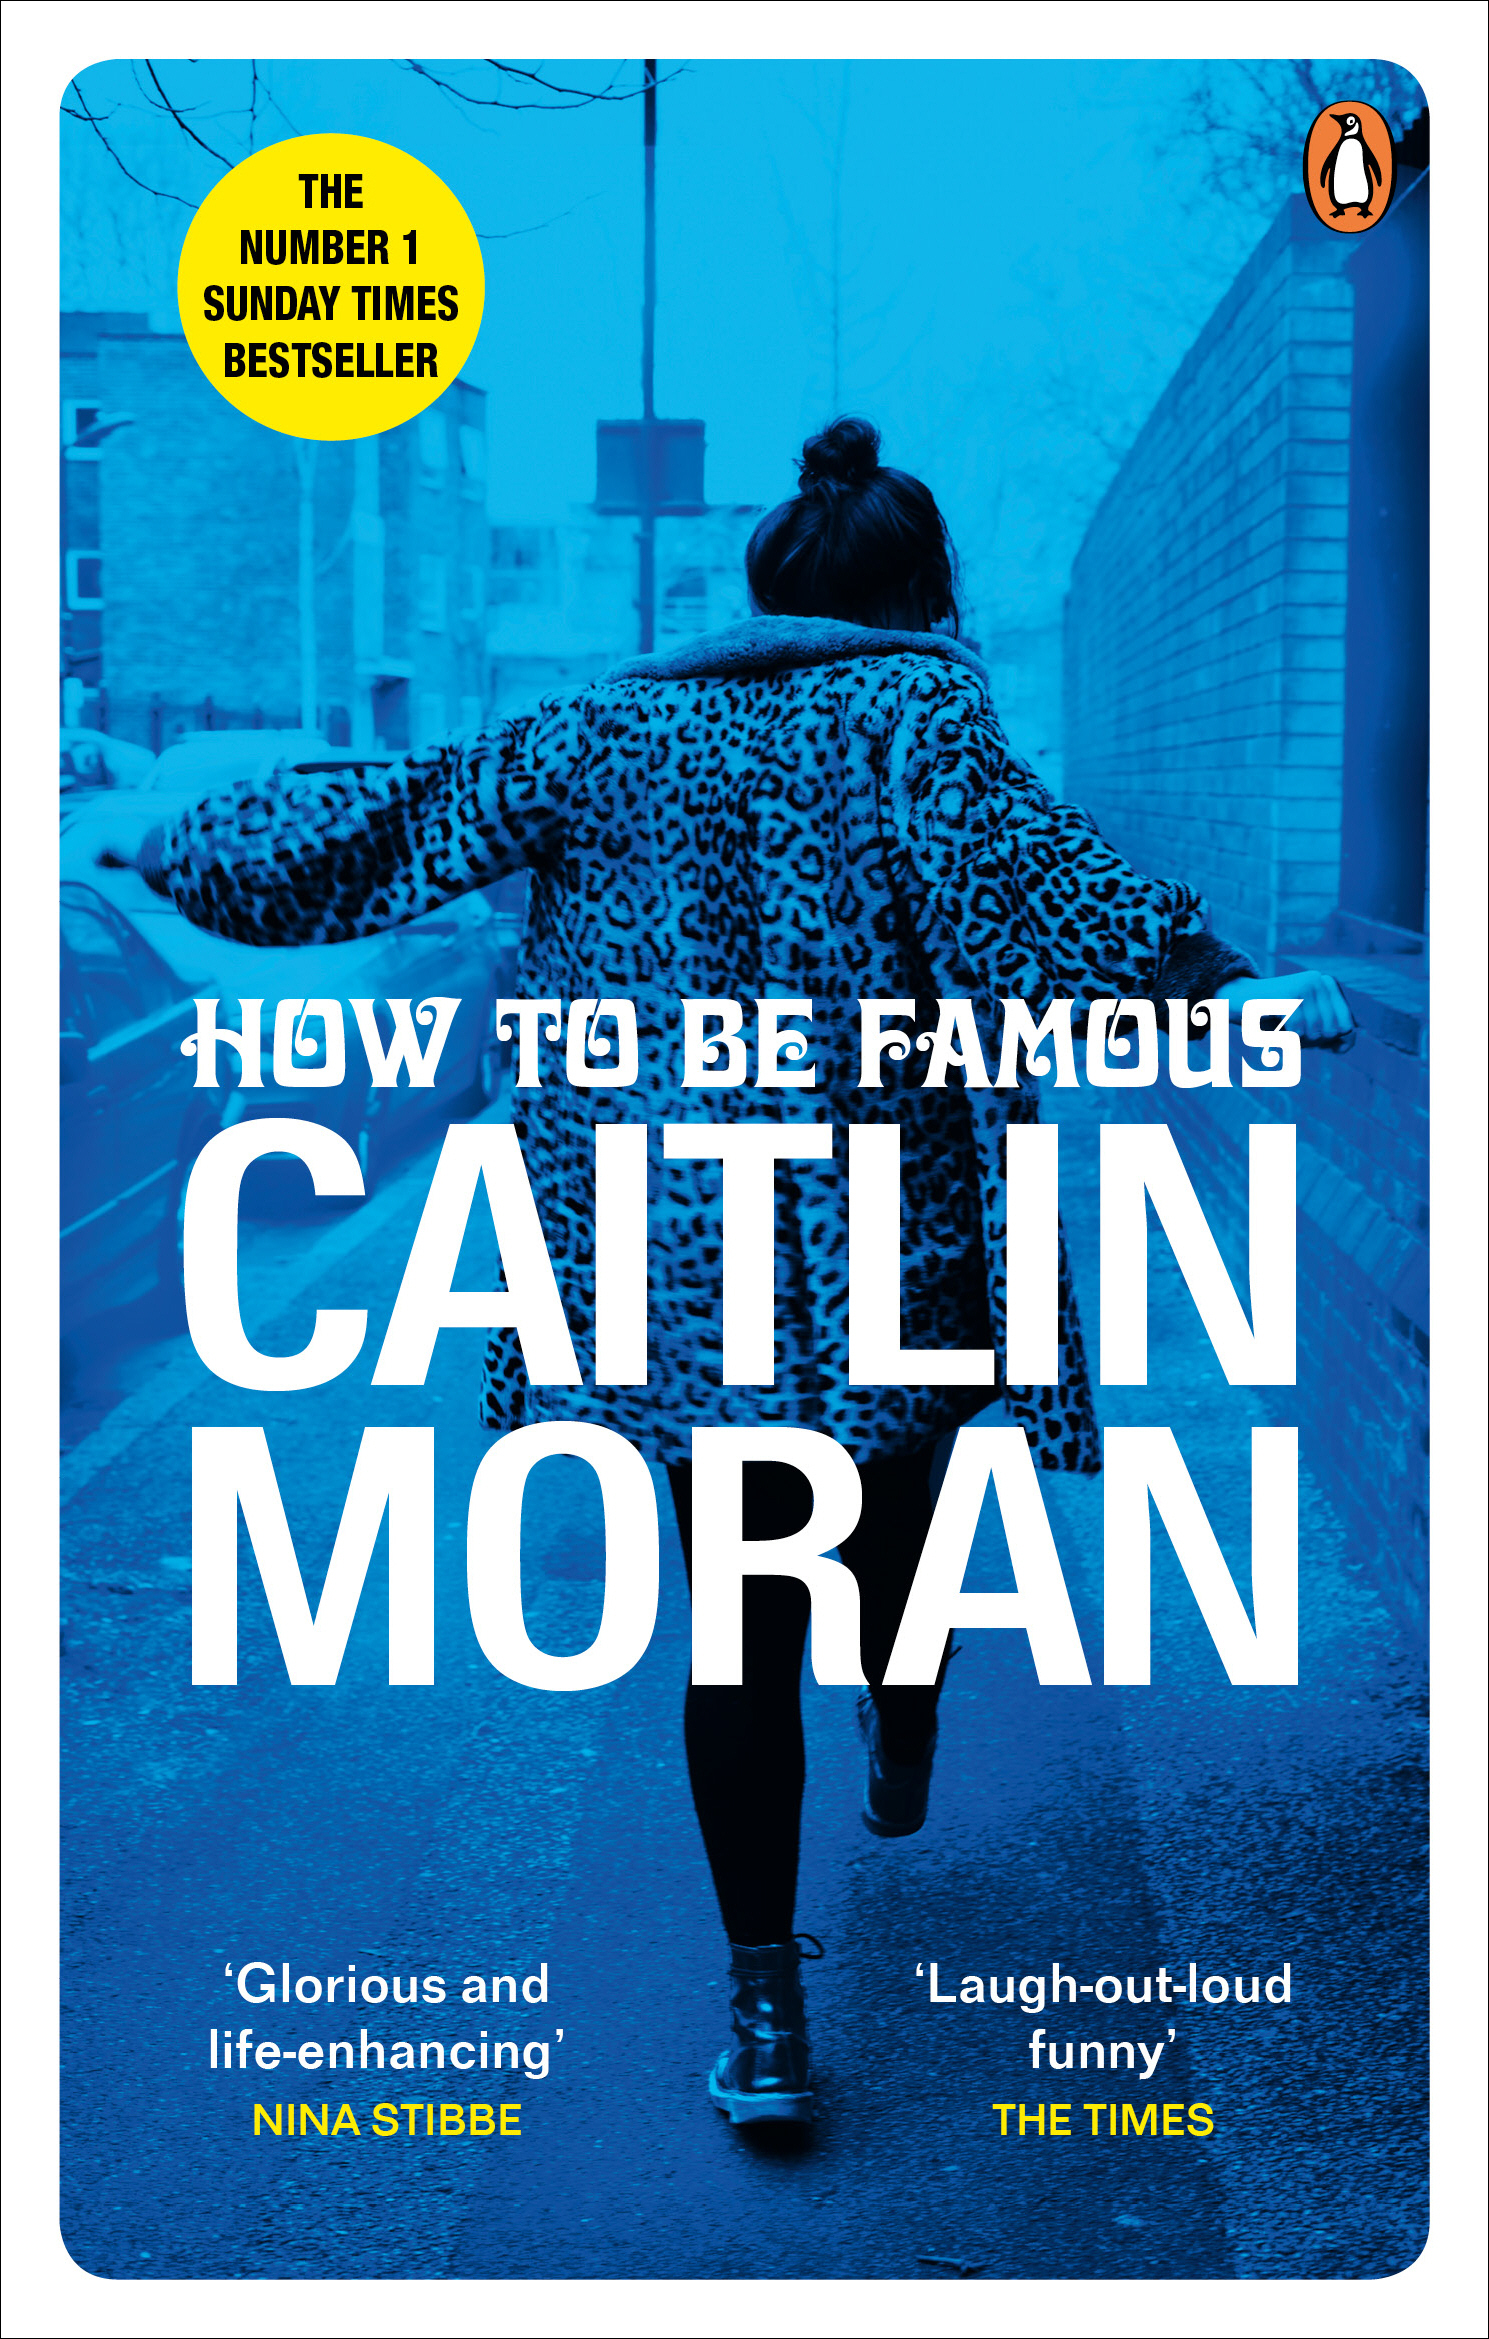 THE
NUMBER 1
SUNDAY TIMES
BESTSELLER
HOW TO BE FAMOUS
CAITLIN
MORAN
‘Glorious and
life-enhancing’
NINA STIBBE
‘Laugh-out-loud
funny’
THE TIMES